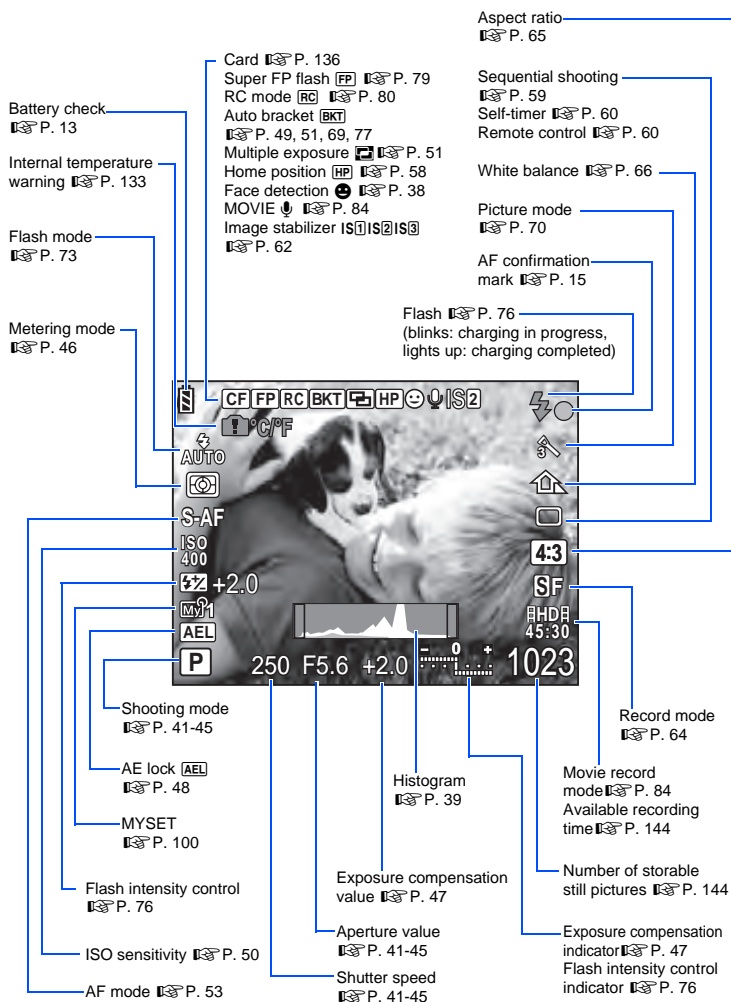 Aspect ratio
P. 65
Card P. 136
Super FP flash FP P. 79
RC mode RC P. 80
Auto bracket BKT
P. 49, 51, 69, 77
Multiple exposure P. 51
Home position HP P. 58
Face detection P. 38
MOVIE P. 84
Image stabilizer IS1IS2IS3
P. 62
Sequential shooting
P. 59
Self-timer P. 60
Remote control P. 60
Battery check
P. 13
Internal temperature
warning P. 133
White balance P. 66
Picture mode
P. 70
Flash mode
P. 73
AF confirmation
mark P. 15
Metering mode
P. 46
Flash P. 76
(blinks: charging in progress,
lights up: charging completed)
CF FP RC BKT HP IS2
°C/°F
AUTO
3
S-AF
ISO
400
4:3
+2.0
SF
My1
HD
45:30
AEL
P 250 F5.6 +2.0 – 0 + 1023
Shooting mode
P. 41-45
AE lock AEL
P. 48
MYSET
P. 100
Flash intensity control
P. 76
ISO sensitivity P. 50
AF mode P. 53
Histogram
P. 39
Exposure compensation
value P. 47
Aperture value
P. 41-45
Shutter speed
P. 41-45
Record mode
P. 64
Movie record
mode P. 84
Available recording
time P. 144
Number of storable
still pictures P. 144
Exposure compensation
indicator P. 47
Flash intensity control
indicator P. 76